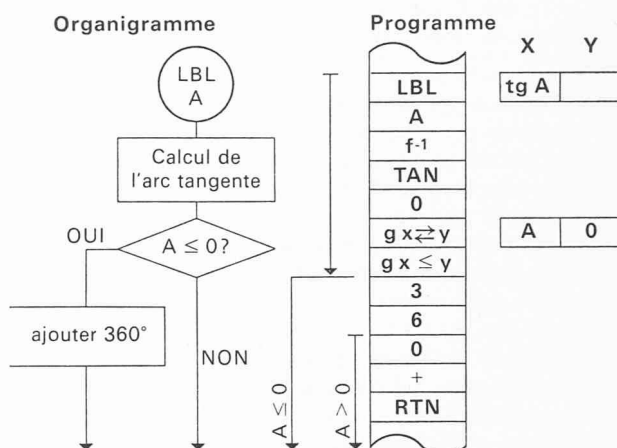 Organigramme
Programme
X Y
LBL
A
Calcul de
l'arc tangente
OUI
A ≤ 0?
ajouter 360°
NON
A ≤ 0
A > 0
LBL
A
f-1
TAN
0
g x⇄y
g x ≤ y
3
6
0
+
RTN
tg A
A 0